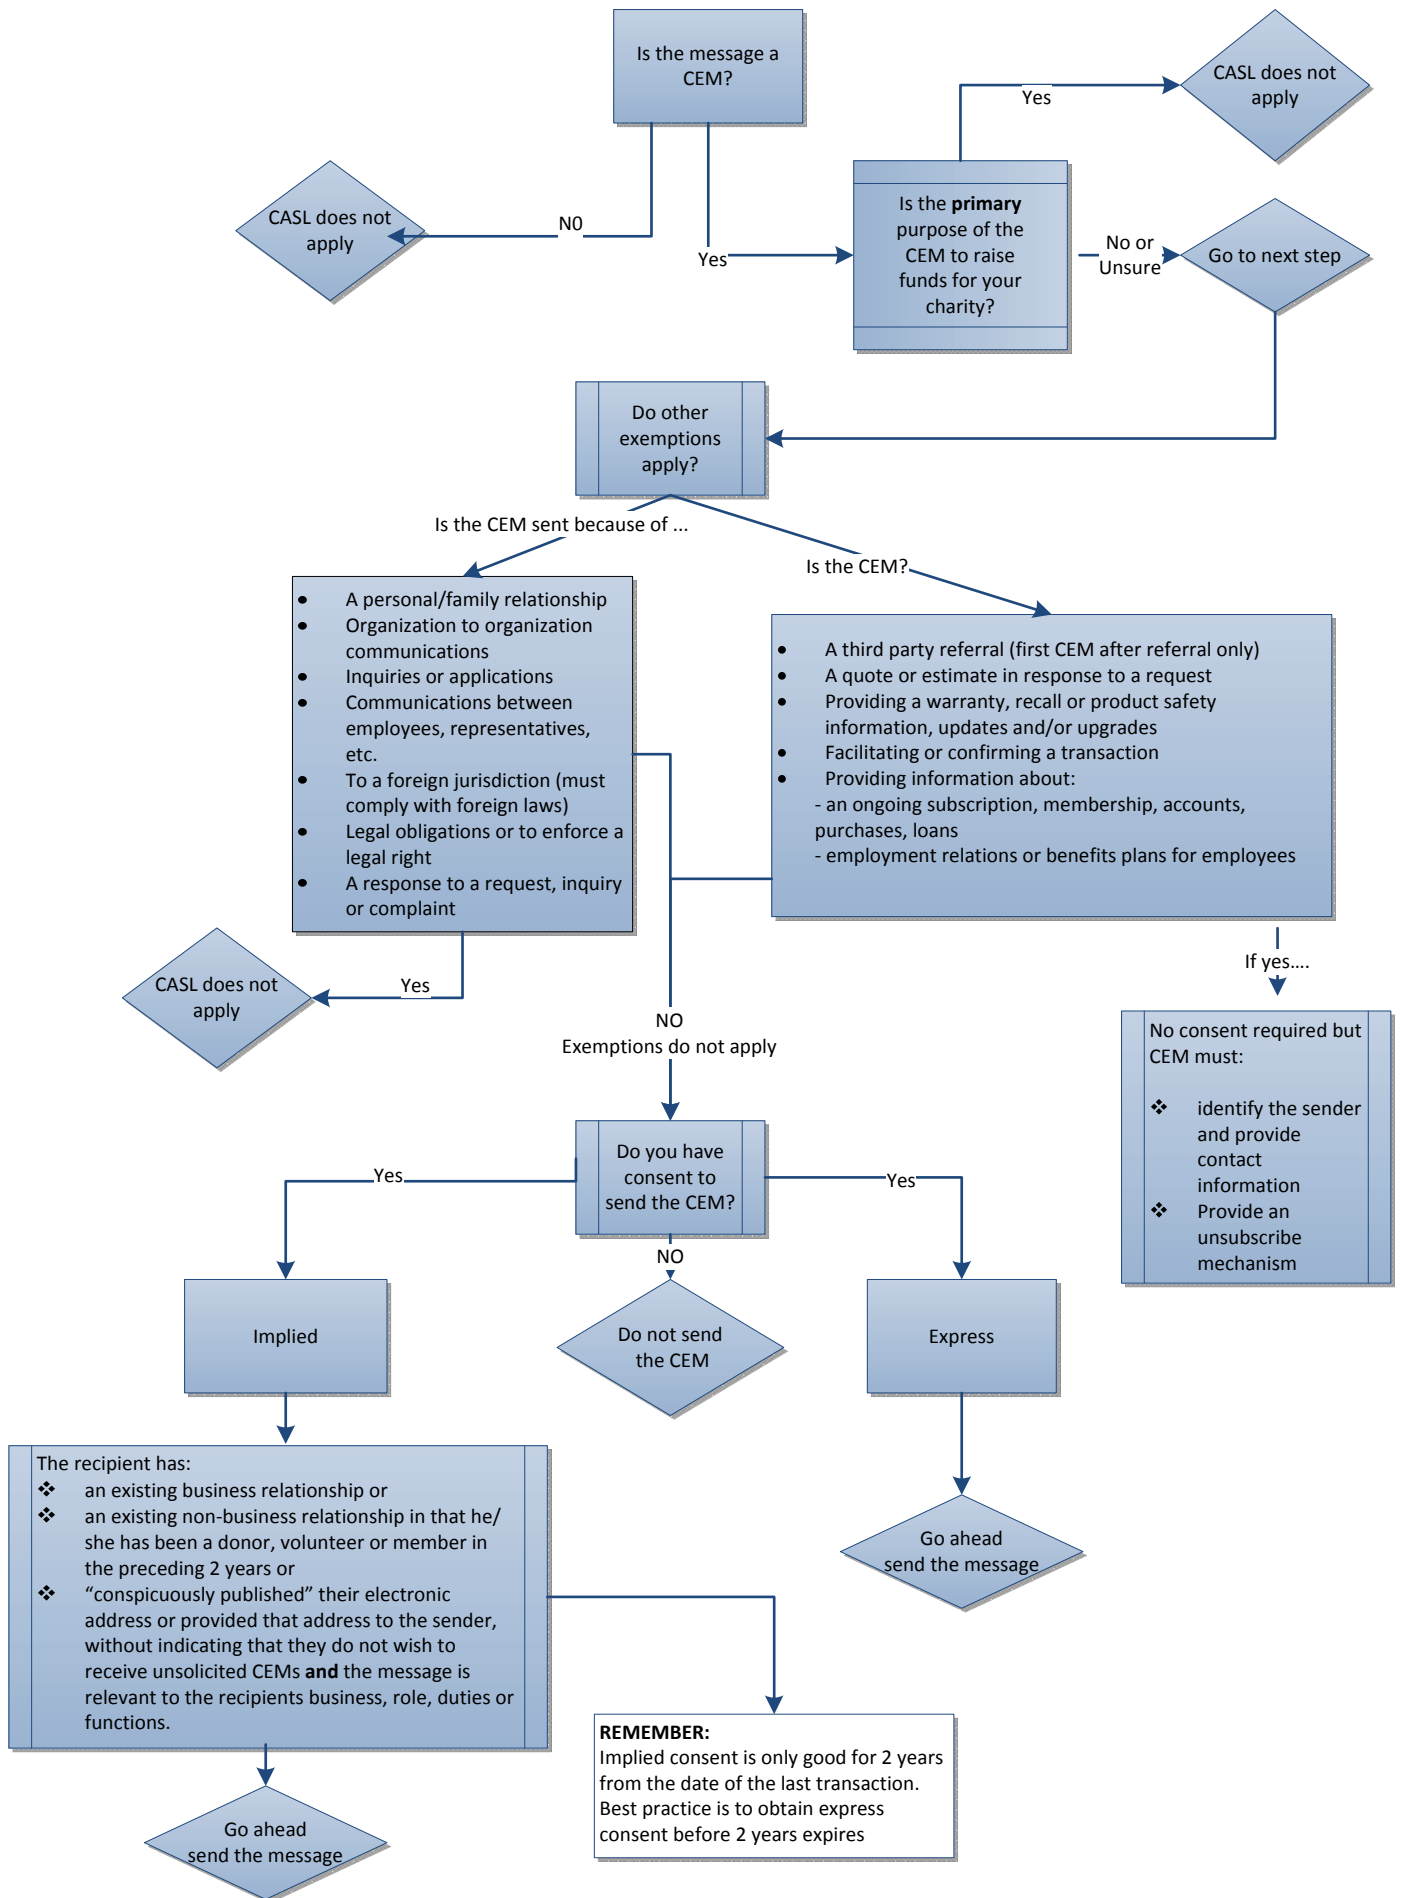 Is the message a
CEM?
Yes
CASL does not
apply
CASL does not
apply
N0
Yes
Is the primary
purpose of the
CEM to raise
funds for your
charity?
No or
Unsure
Go to next step
Do other
exemptions
apply?
Is the CEM sent because of ...
Is the CEM?
• A personal/family relationship
• Organization to organization
communications
• Inquiries or applications
• Communications between
employees, representatives,
etc.
• To a foreign jurisdiction (must
comply with foreign laws)
• Legal obligations or to enforce a
legal right
• A response to a request, inquiry
or complaint
• A third party referral (first CEM after referral only)
• A quote or estimate in response to a request
• Providing a warranty, recall or product safety
information, updates and/or upgrades
• Facilitating or confirming a transaction
• Providing information about:
- an ongoing subscription, membership, accounts,
purchases, loans
- employment relations or benefits plans for employees
CASL does not
apply
Yes
If yes....
NO
Exemptions do not apply
No consent required but
CEM must:
❖ identify the sender
and provide
contact
information
❖ Provide an
unsubscribe
mechanism
Do you have
consent to
send the CEM?
Yes
Yes
NO
Implied
Do not send
the CEM
Express
The recipient has:
❖ an existing business relationship or
❖ an existing non-business relationship in that he/
she has been a donor, volunteer or member in
the preceding 2 years or
❖ “conspicuously published” their electronic
address or provided that address to the sender,
without indicating that they do not wish to
receive unsolicited CEMs and the message is
relevant to the recipients business, role, duties or
functions.
Go ahead
send the message
REMEMBER:
Implied consent is only good for 2 years
from the date of the last transaction.
Best practice is to obtain express
consent before 2 years expires
Go ahead
send the message